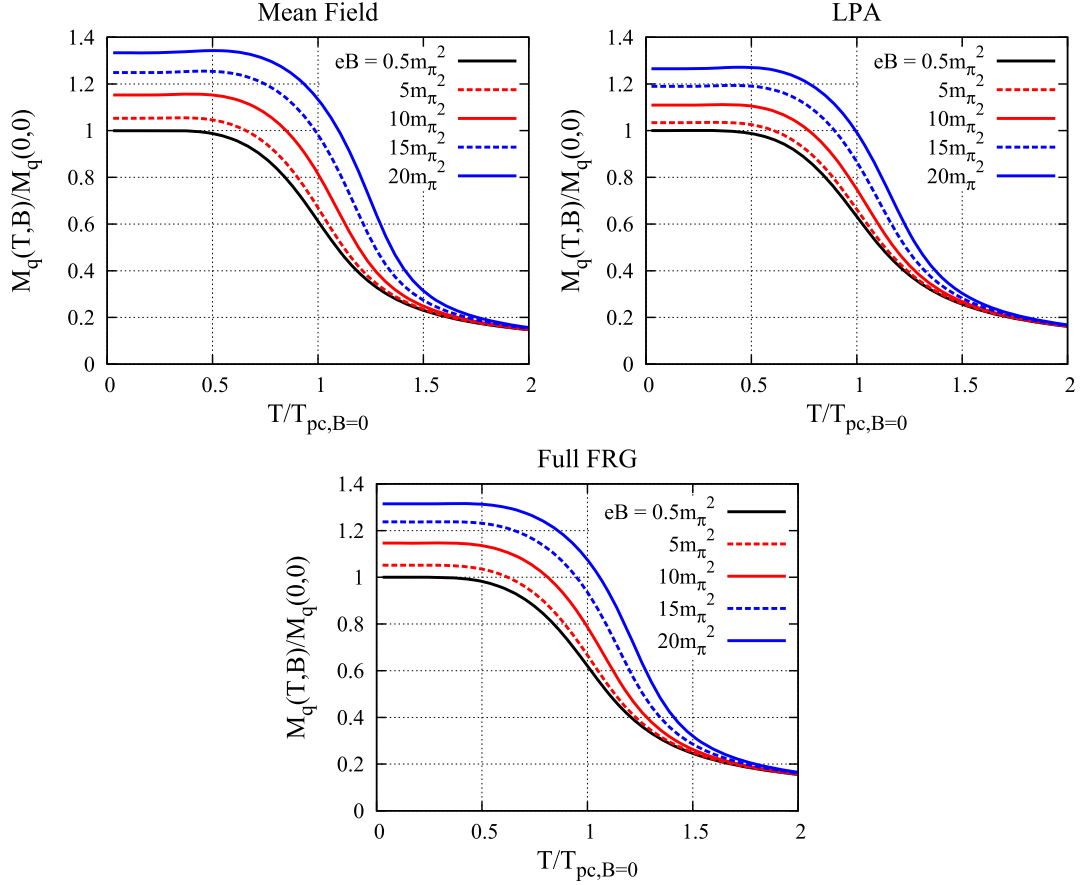 Mean Field
1.4
1.2
1
0.8
0.6
0.4
0.2
0
M_q(T,B)/M_q(0,0)
eB = 0.5m_π^2
5m_π^2
10m_π^2
15m_π^2
20m_π^2
0 0.5 1 1.5 2
T/T_pc,B=0
LPA
1.4
1.2
1
0.8
0.6
0.4
0.2
0
M_q(T,B)/M_q(0,0)
eB = 0.5m_π^2
5m_π^2
10m_π^2
15m_π^2
20m_π^2
0 0.5 1 1.5 2
T/T_pc,B=0
Full FRG
1.4
1.2
1
0.8
0.6
0.4
0.2
0
M_q(T,B)/M_q(0,0)
eB = 0.5m_π^2
5m_π^2
10m_π^2
15m_π^2
20m_π^2
0 0.5 1 1.5 2
T/T_pc,B=0